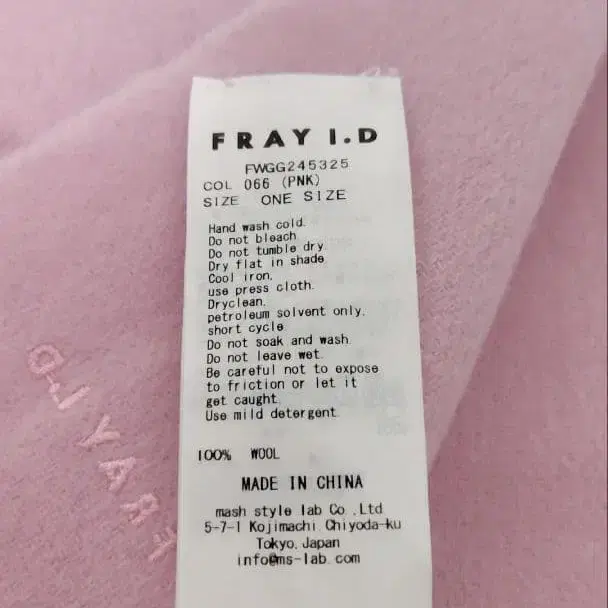 FRAY I.D
FWGG245325
COL 066 (PNK)
SIZE ONE SIZE
Hand wash cold.
Do not bleach.
Do not tumble dry.
Dry flat in shade
Cool iron,
use press cloth.
Dryclean,
petroleum solvent only,
short cycle
Do not soak and wash.
Do not leave wet.
Be careful not to expose
to friction or let it
get caught.
Use mild detergent.
100% WOOL
MADE IN CHINA
mash style lab Co.,Ltd
5-7-1 Kojimachi Chiyoda-ku
Tokyo,Japan
info@ms-lab.com
FRAY I.D